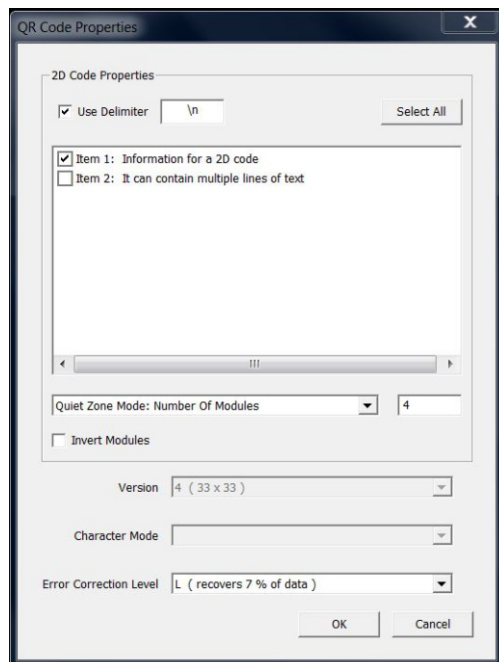 QR Code Properties
2D Code Properties
Use Delimiter \n Select All
Item 1: Information for a 2D code
Item 2: It can contain multiple lines of text
Quiet Zone Mode: Number Of Modules 4
Invert Modules
Version 4 ( 33 x 33 )
Character Mode
Error Correction Level L ( recovers 7 % of data )
OK Cancel